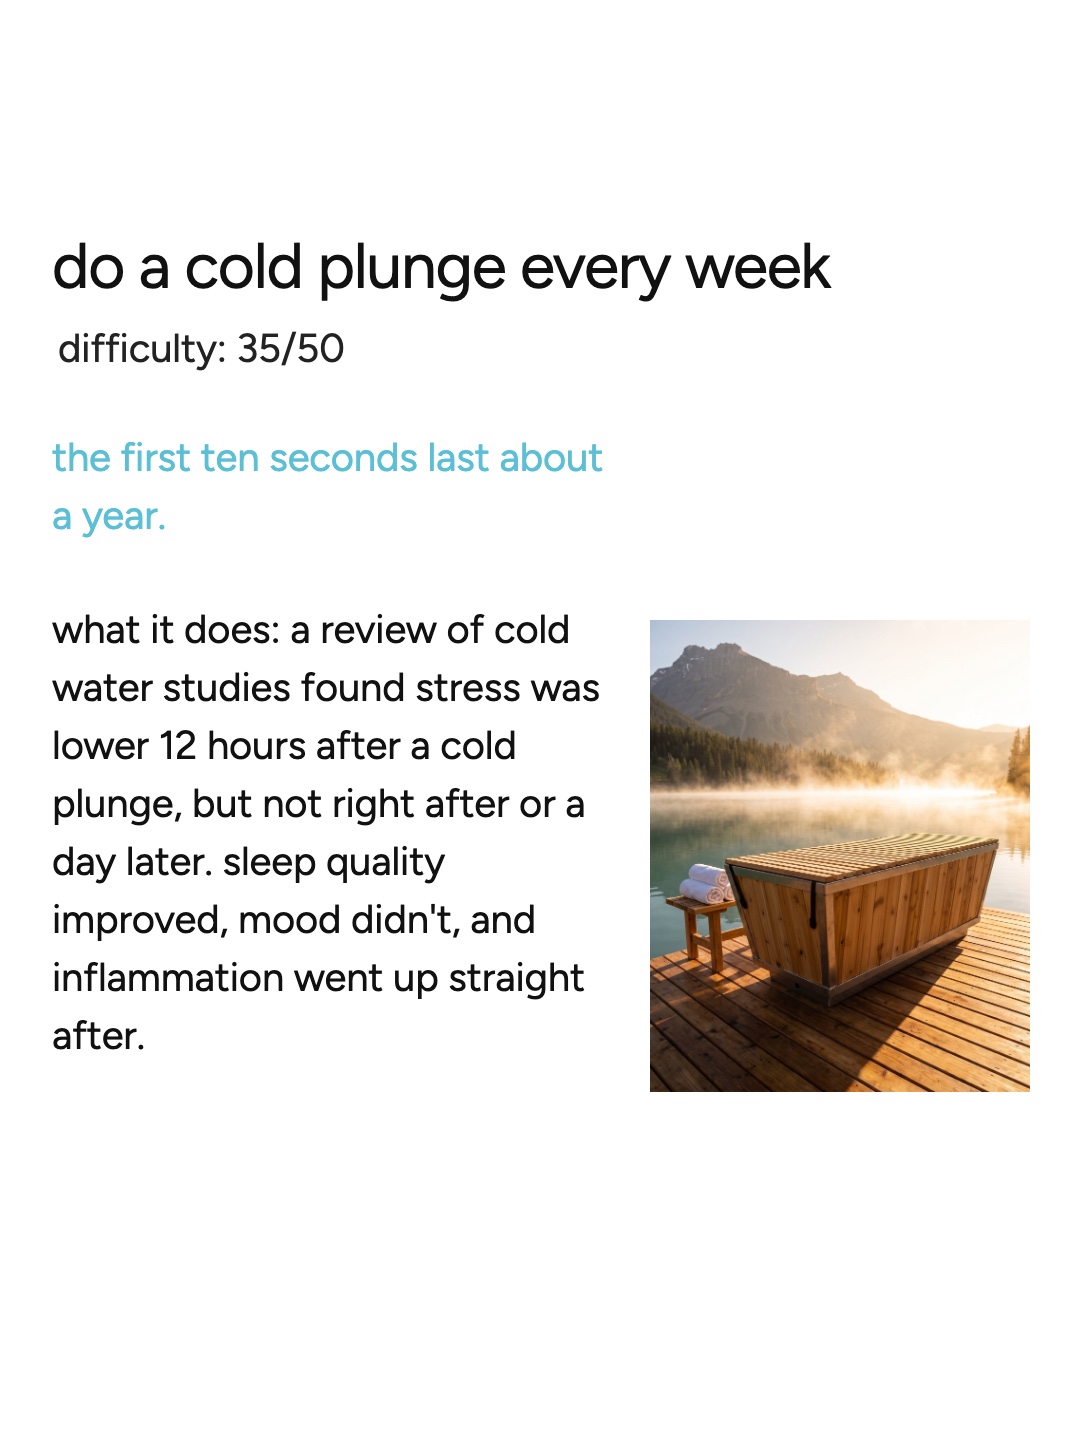 do a cold plunge every week
difficulty: 35/50
the first ten seconds last about
a year.
what it does: a review of cold
water studies found stress was
lower 12 hours after a cold
plunge, but not right after or a
day later. sleep quality
improved, mood didn't, and
inflammation went up straight
after.